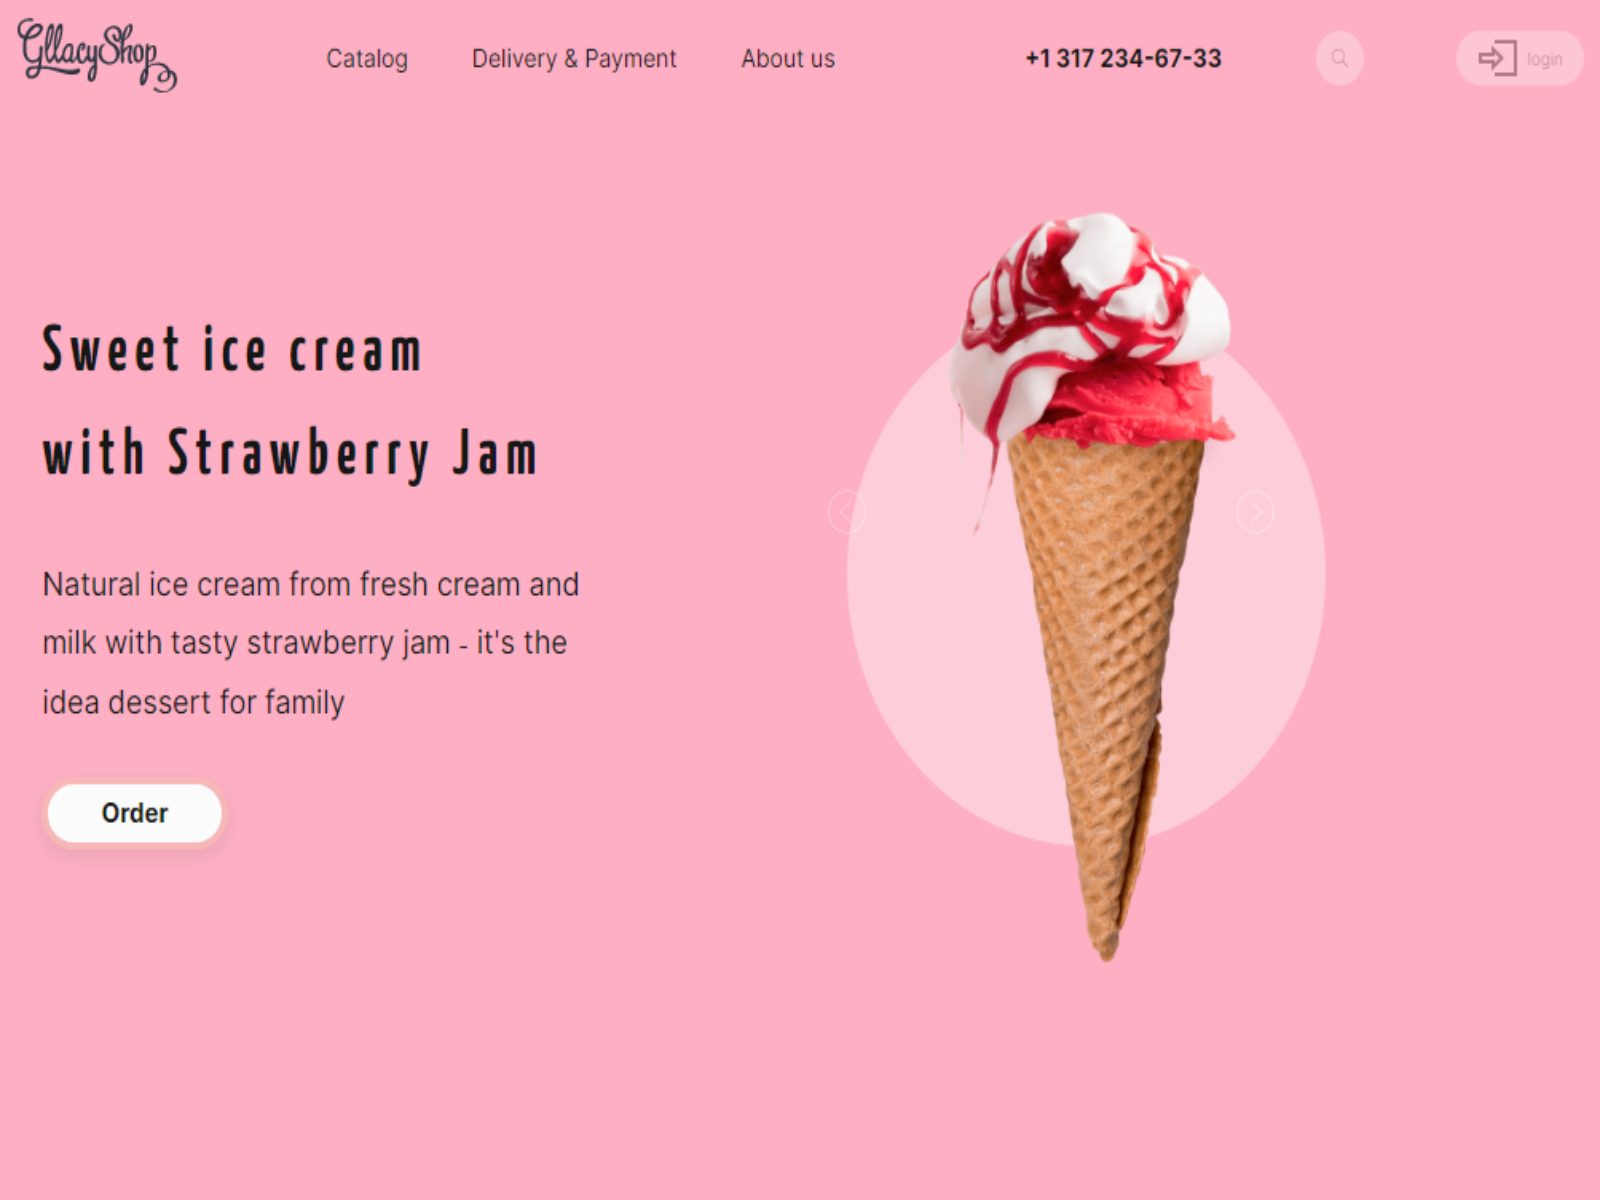 GllacyShop
Catalog
Delivery & Payment
About us
+1 317 234-67-33
login
Sweet ice cream
with Strawberry Jam
Natural ice cream from fresh cream and
milk with tasty strawberry jam - it's the
idea dessert for family
Order